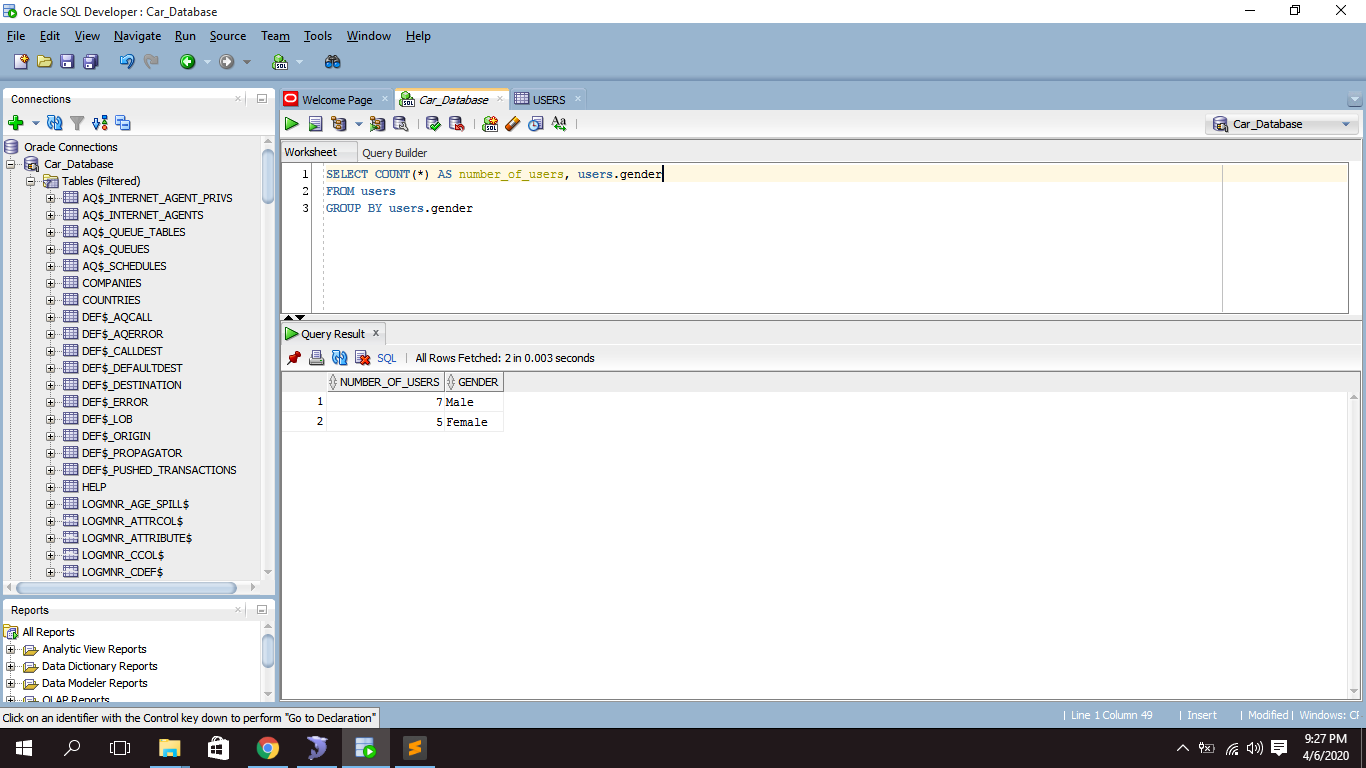 Oracle SQL Developer : Car_Database
File Edit View Navigate Run Source Team Tools Window Help
Connections
Oracle Connections
Car_Database
Tables (Filtered)
AQ$_INTERNET_AGENT_PRIVS
AQ$_INTERNET_AGENTS
AQ$_QUEUE_TABLES
AQ$_QUEUES
AQ$_SCHEDULES
COMPANIES
COUNTRIES
DEF$_AQCALL
DEF$_AQERROR
DEF$_CALLDEST
DEF$_DEFAULTDEST
DEF$_DESTINATION
DEF$_ERROR
DEF$_LOB
DEF$_ORIGIN
DEF$_PROPAGATOR
DEF$_PUSHED_TRANSACTIONS
HELP
LOGMNR_AGE_SPILL$
LOGMNR_ATTRCOL$
LOGMNR_ATTRIBUTE$
LOGMNR_CCOL$
LOGMNR_CDEF$
Reports
All Reports
Analytic View Reports
Data Dictionary Reports
Data Modeler Reports
OLAP Reports
Welcome Page Car_Database USERS
Car_Database
Worksheet Query Builder
1 SELECT COUNT(*) AS number_of_users, users.gender
2 FROM users
3 GROUP BY users.gender
Query Result
SQL | All Rows Fetched: 2 in 0.003 seconds
NUMBER_OF_USERS GENDER
1 7 Male
2 5 Female
Click on an identifier with the Control key down to perform "Go to Declaration"
| Line 1 Column 49 | Insert | Modified | Windows: CF
9:27 PM
4/6/2020